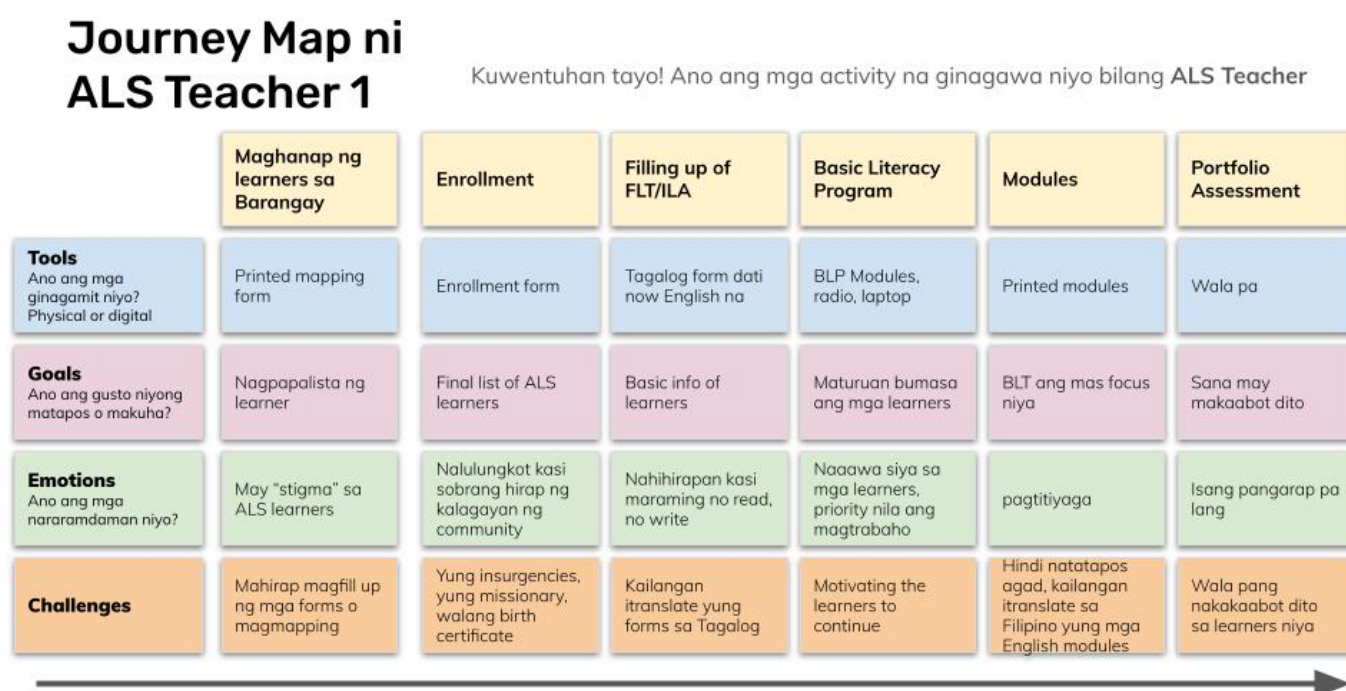 Journey Map ni
ALS Teacher 1
Kuwentuhan tayo! Ano ang mga activity na ginagawa niyo bilang ALS Teacher
Maghanap ng
learners sa
Barangay
Enrollment
Filling up of
FLT/ILA
Basic Literacy
Program
Modules
Portfolio
Assessment
Tools
Ano ang mga
ginagamit niyo?
Physical or digital
Printed mapping
form
Enrollment form
Tagalog form dati
now English na
BLP Modules,
radio, laptop
Printed modules
Wala pa
Goals
Ano ang gusto niyong
matapos o makuha?
Nagpapalista ng
learner
Final list of ALS
learners
Basic info of
learners
Maturuan bumasa
ang mga learners
BLT ang mas focus
niya
Sana may
makaabot dito
Emotions
Ano ang mga
nararamdaman niyo?
May “stigma” sa
ALS learners
Nalulungkot kasi
sobrang hirap ng
kalagayan ng
community
Nahihirapan kasi
maraming no read,
no write
Naaawa siya sa
mga learners,
priority nila ang
magtrabaho
pagtitiyaga
Isang pangarap pa
lang
Challenges
Mahirap magfill up
ng mga forms o
magmapping
Yung insurgencies,
yung missionary,
walang birth
certificate
Kailangan
itranslate yung
forms sa Tagalog
Motivating the
learners to
continue
Hindi natatapos
agad, kailangan
itranslate sa
Filipino yung mga
English modules
Wala pang
nakakaabot dito
sa learners niya